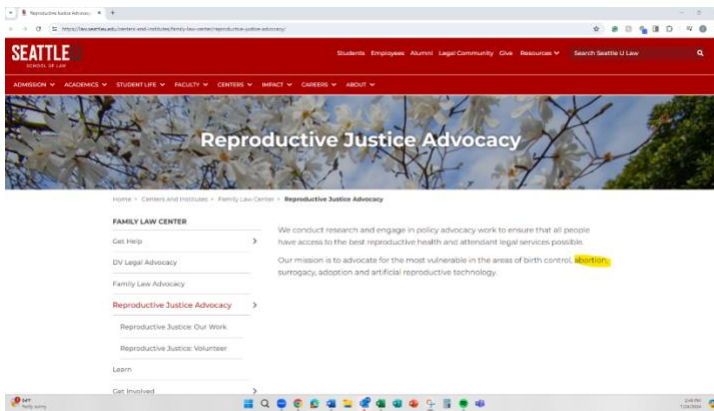 Reproductive Justice Advocacy
https://law.seattleu.edu/centers-and-institutes/family-law-center/reproductive-justice-advocacy/
SEATTLEU
SCHOOL OF LAW
Students Employees Alumni Legal Community Give Resources
Search Seattle U Law
ADMISSION ACADEMICS STUDENT LIFE FACULTY CENTERS IMPACT CAREERS ABOUT
Reproductive Justice Advocacy
Home > Centers and Institutes > Family Law Center > Reproductive Justice Advocacy
FAMILY LAW CENTER
Get Help
DV Legal Advocacy
Family Law Advocacy
Reproductive Justice Advocacy
Reproductive Justice: Our Work
Reproductive Justice: Volunteer
Learn
Get Involved
We conduct research and engage in policy advocacy work to ensure that all people
have access to the best reproductive health and attendant legal services possible.
Our mission is to advocate for the most vulnerable in the areas of birth control, abortion,
surrogacy, adoption and artificial reproductive technology.